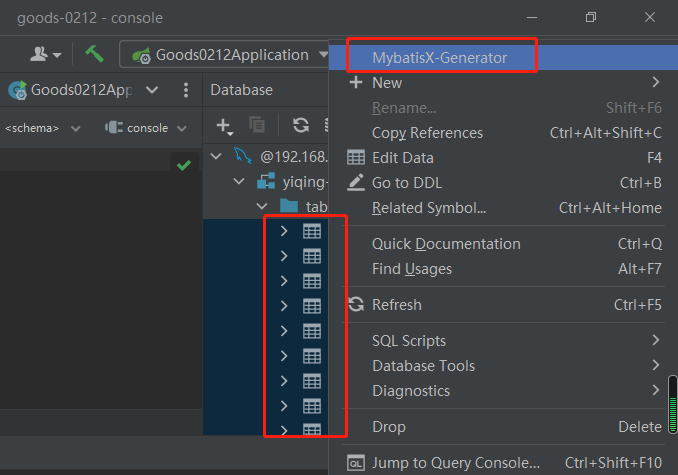 goods-0212 - console
Goods0212Application
Goods0212App
Database
<schema>
console
@192.168.
yiqing-
tab
MybatisX-Generator
New
Rename... Shift+F6
Copy References Ctrl+Alt+Shift+C
Edit Data F4
Go to DDL Ctrl+B
Related Symbol... Ctrl+Alt+Home
Quick Documentation Ctrl+Q
Find Usages Alt+F7
Refresh Ctrl+F5
SQL Scripts
Database Tools
Diagnostics
Drop Delete
QL Jump to Query Console... Ctrl+Shift+F10